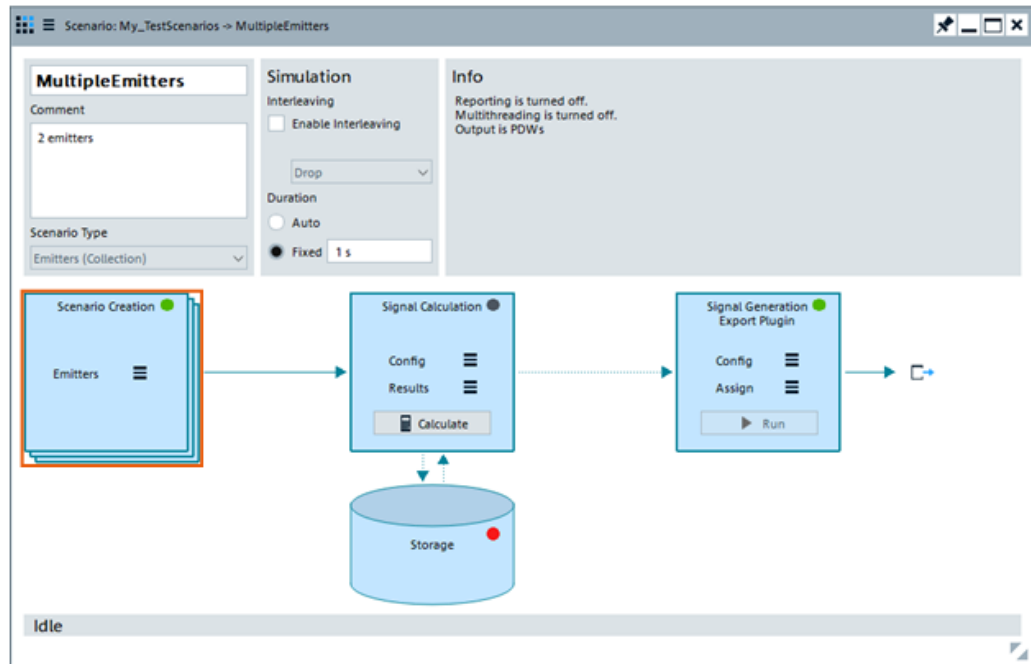 Scenario: My_TestScenarios -> MultipleEmitters
MultipleEmitters
Comment
2 emitters
Scenario Type
Emitters (Collection)
Simulation
Interleaving
Enable Interleaving
Drop
Duration
Auto
Fixed 1 s
Info
Reporting is turned off.
Multithreading is turned off.
Output is PDWs
Scenario Creation
Emitters
Signal Calculation
Config
Results
Calculate
Storage
Signal Generation
Export Plugin
Config
Assign
Run
Idle